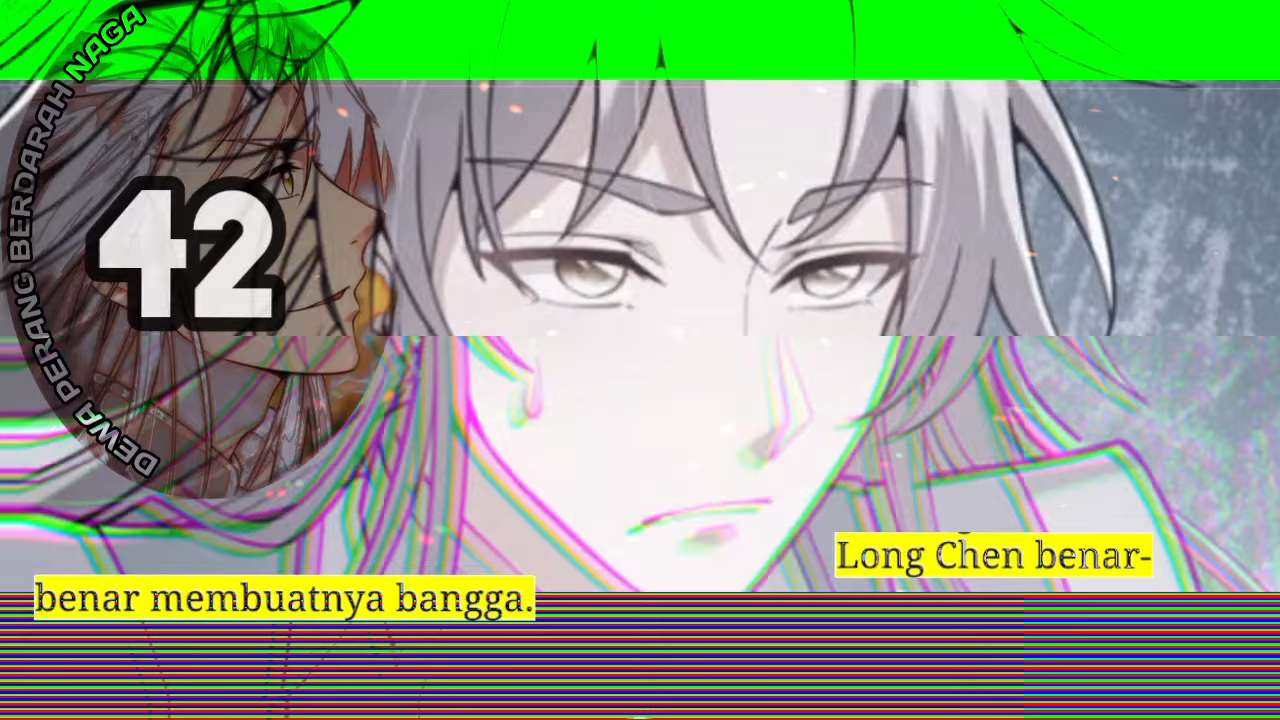 DEWA PERANG BERDARAH NAGA
42
Long Chen benar-
benar membuatnya bangga.